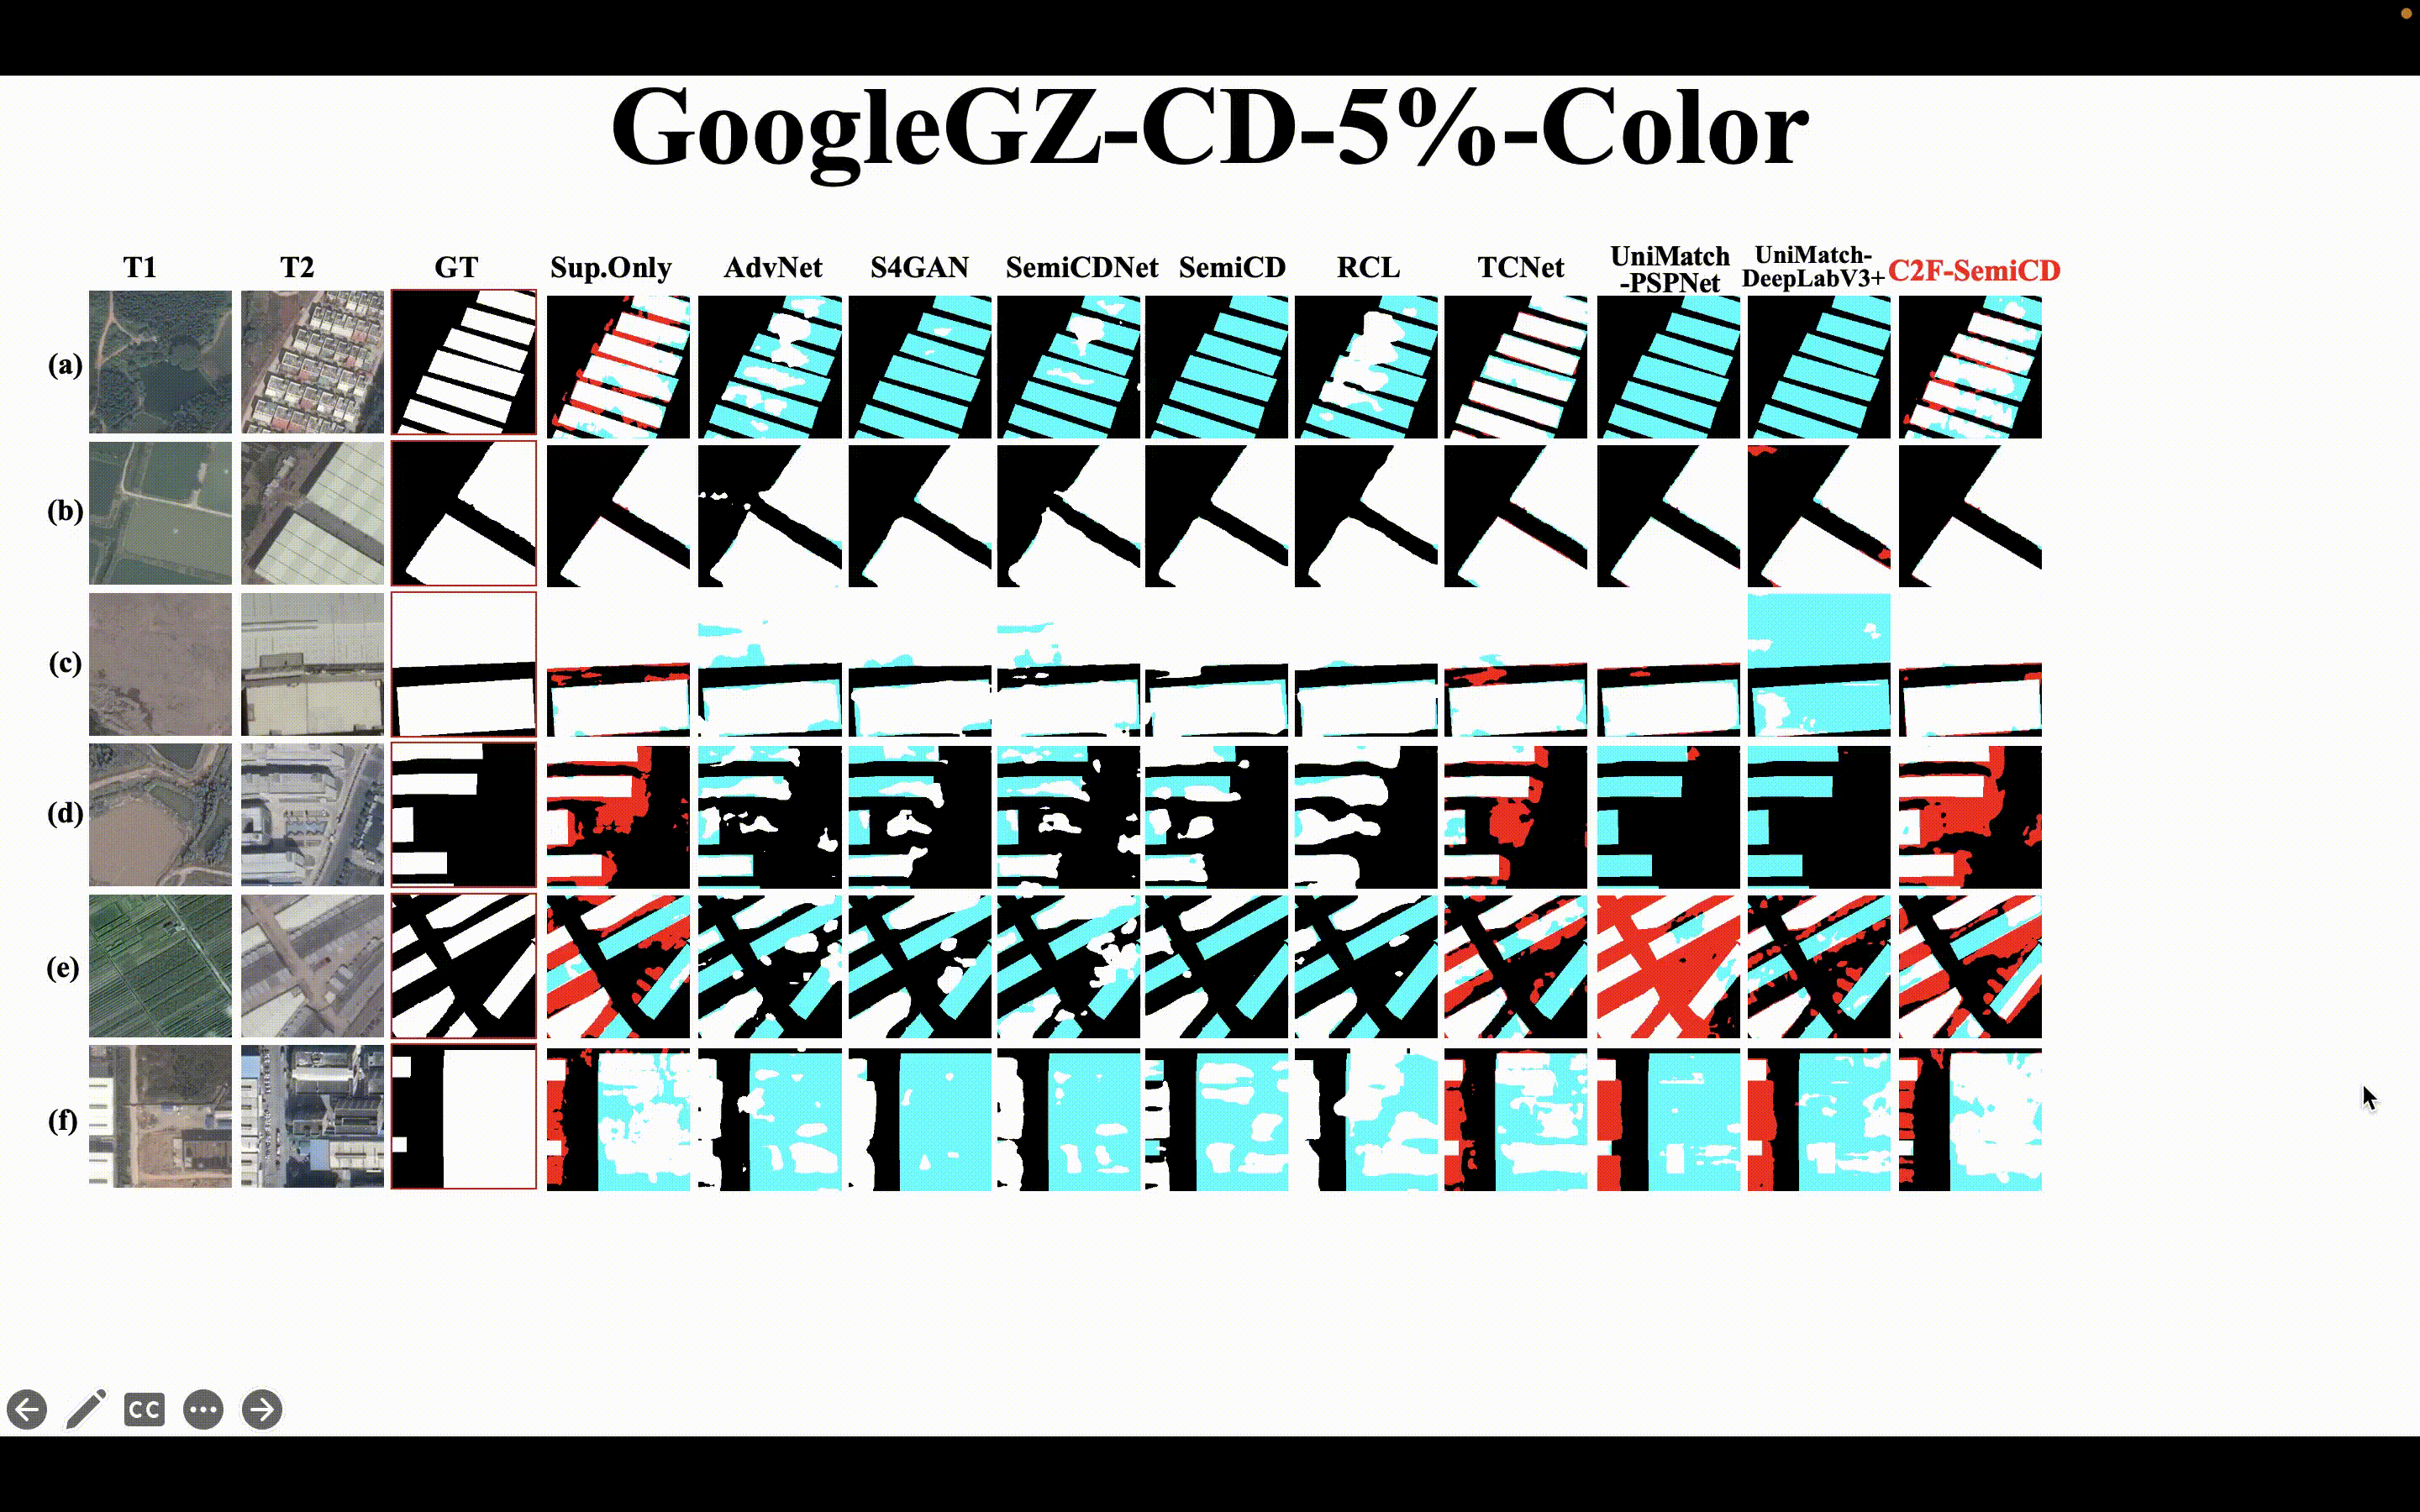 GoogleGZ-CD-5%-Color
T1 T2 GT Sup.Only AdvNet S4GAN SemiCDNet SemiCD RCL TCNet UniMatch -PSPNet UniMatch- DeepLabV3+ C2F-SemiCD
(a)
(b)
(c)
(d)
(e)
(f)
CC